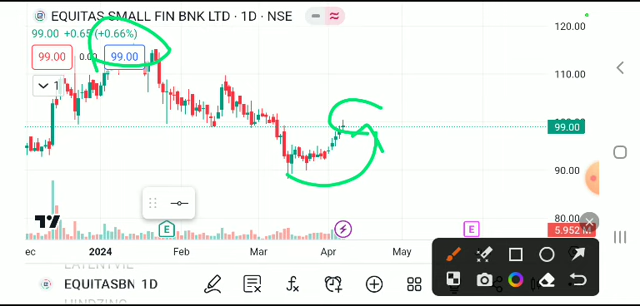 EQUITAS SMALL FIN BNK LTD · 1D · NSE
120.00
99.00 +0.65 (+0.66%)
99.00 0.00 99.00
110.00
1
99.00
90.00
80.00
E
E
5.952 M
ec 2024 Feb Mar Apr May
EQUITASBN 1D